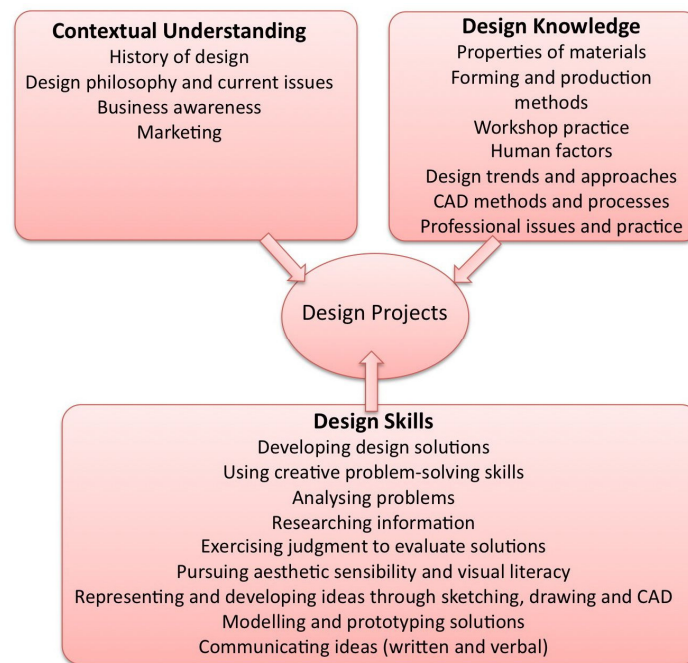 Contextual Understanding
History of design
Design philosophy and current issues
Business awareness
Marketing
Design Knowledge
Properties of materials
Forming and production
methods
Workshop practice
Human factors
Design trends and approaches
CAD methods and processes
Professional issues and practice
Design Projects
Design Skills
Developing design solutions
Using creative problem-solving skills
Analysing problems
Researching information
Exercising judgment to evaluate solutions
Pursuing aesthetic sensibility and visual literacy
Representing and developing ideas through sketching, drawing and CAD
Modelling and prototyping solutions
Communicating ideas (written and verbal)